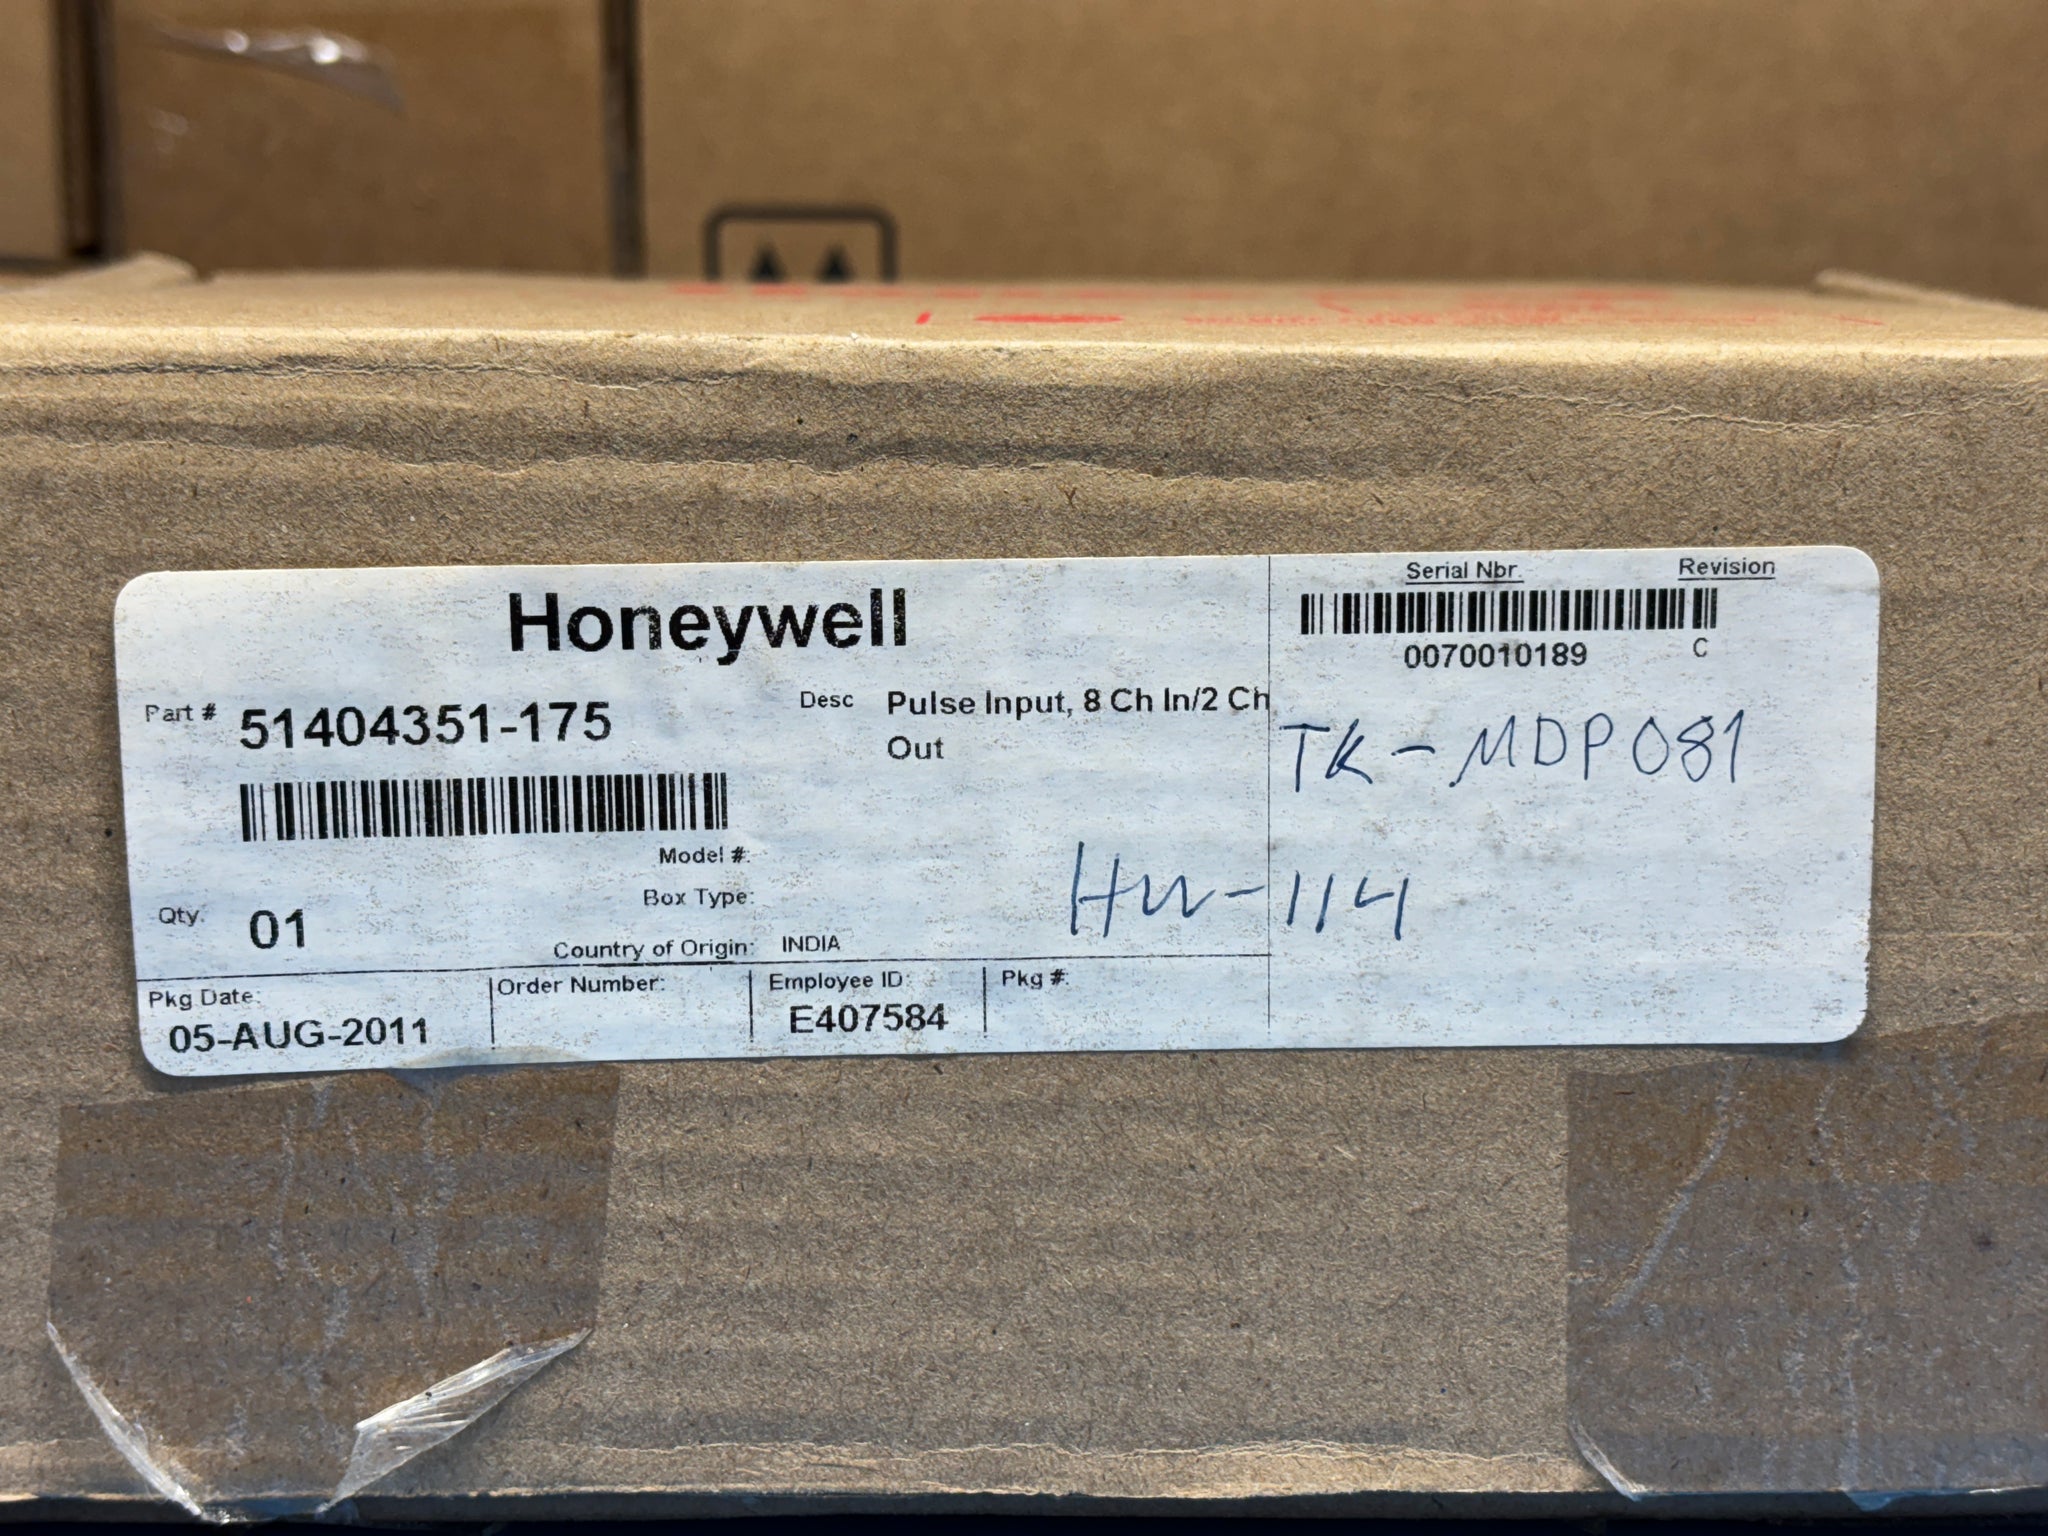 Honeywell
Serial Nbr. Revision
0070010189 C
Part # 51404351-175
Desc Pulse Input, 8 Ch In/2 Ch
Out
TK-MDP081
Model #:
Box Type:
HW-114
Qty. 01
Country of Origin: INDIA
Pkg Date: Order Number: Employee ID: Pkg #:
05-AUG-2011 E407584